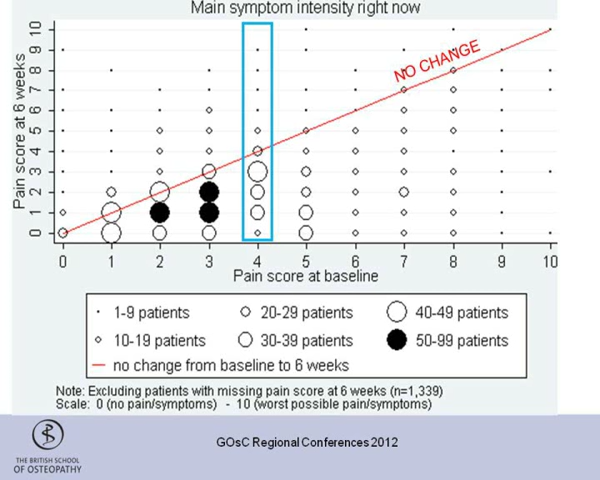 Main symptom intensity right now
Pain score at 6 weeks
10
9
8
7
6
5
4
3
2
1
0
NO CHANGE
0 1 2 3 4 5 6 7 8 9 10
Pain score at baseline
1-9 patients 20-29 patients 40-49 patients
10-19 patients 30-39 patients 50-99 patients
no change from baseline to 6 weeks
Note: Excluding patients with missing pain score at 6 weeks (n=1,339)
Scale: 0 (no pain/symptoms) - 10 (worst possible pain/symptoms)
GOsC Regional Conferences 2012
THE BRITISH SCHOOL
OF OSTEOPATHY